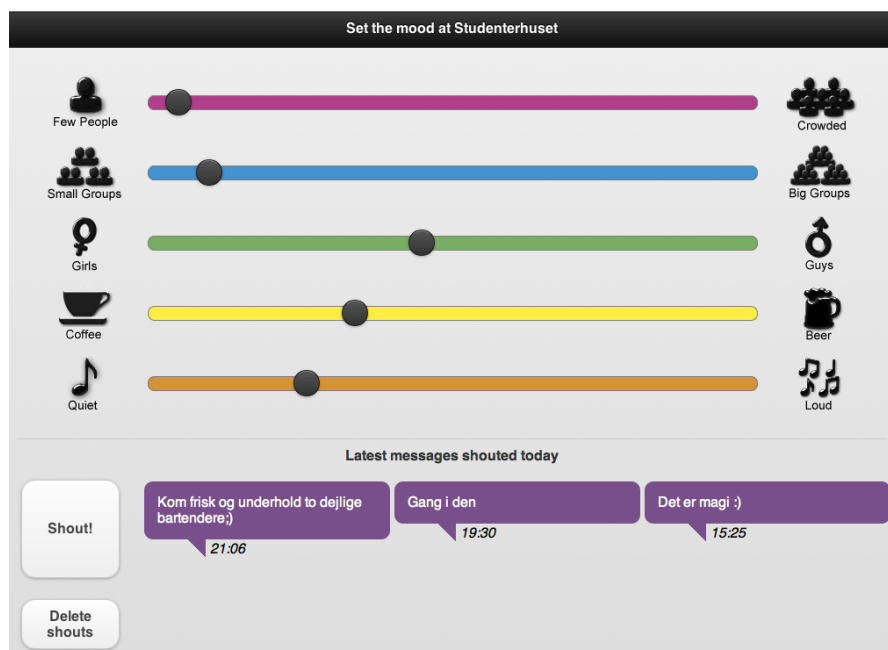 Set the mood at Studenterhuset
Few People
Crowded
Small Groups
Big Groups
Girls
Guys
Coffee
Beer
Quiet
Loud
Latest messages shouted today
Shout!
Kom frisk og underhold to dejlige
bartendere;)
21:06
Gang i den
19:30
Det er magi :)
15:25
Delete
shouts